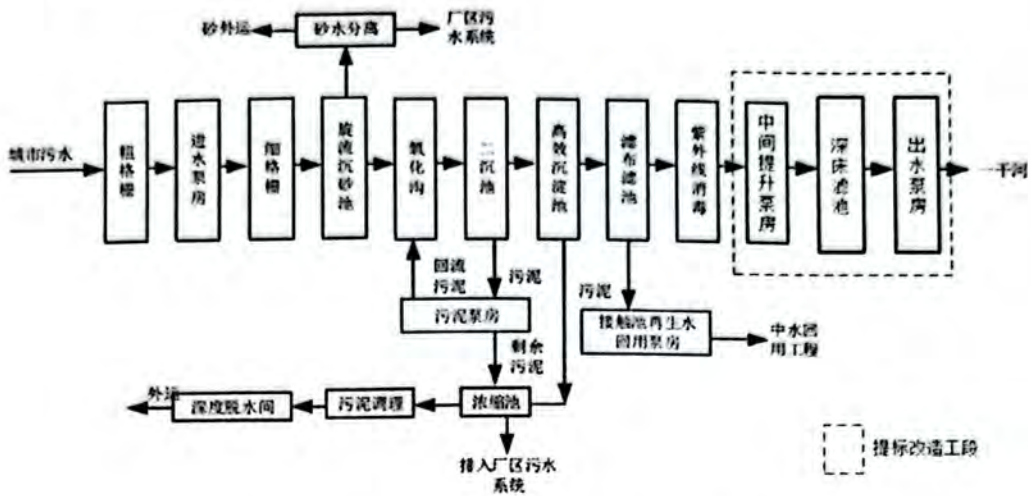 砂外运
砂水分离
厂区污
水系统
城市污水
粗格栅
进水泵房
细格栅
旋流沉砂池
氧化沟
二沉池
高效沉淀池
滤布滤池
紫外线消毒
中间提升泵房
深床滤池
出水泵房
一干河
回流
污泥
污泥
污泥泵房
剩余
污泥
污泥
接触池再生水
回用泵房
中水回
用工程
外运
深度脱水间
污泥调理
浓缩池
排入厂区污水
系统
提标改造工段